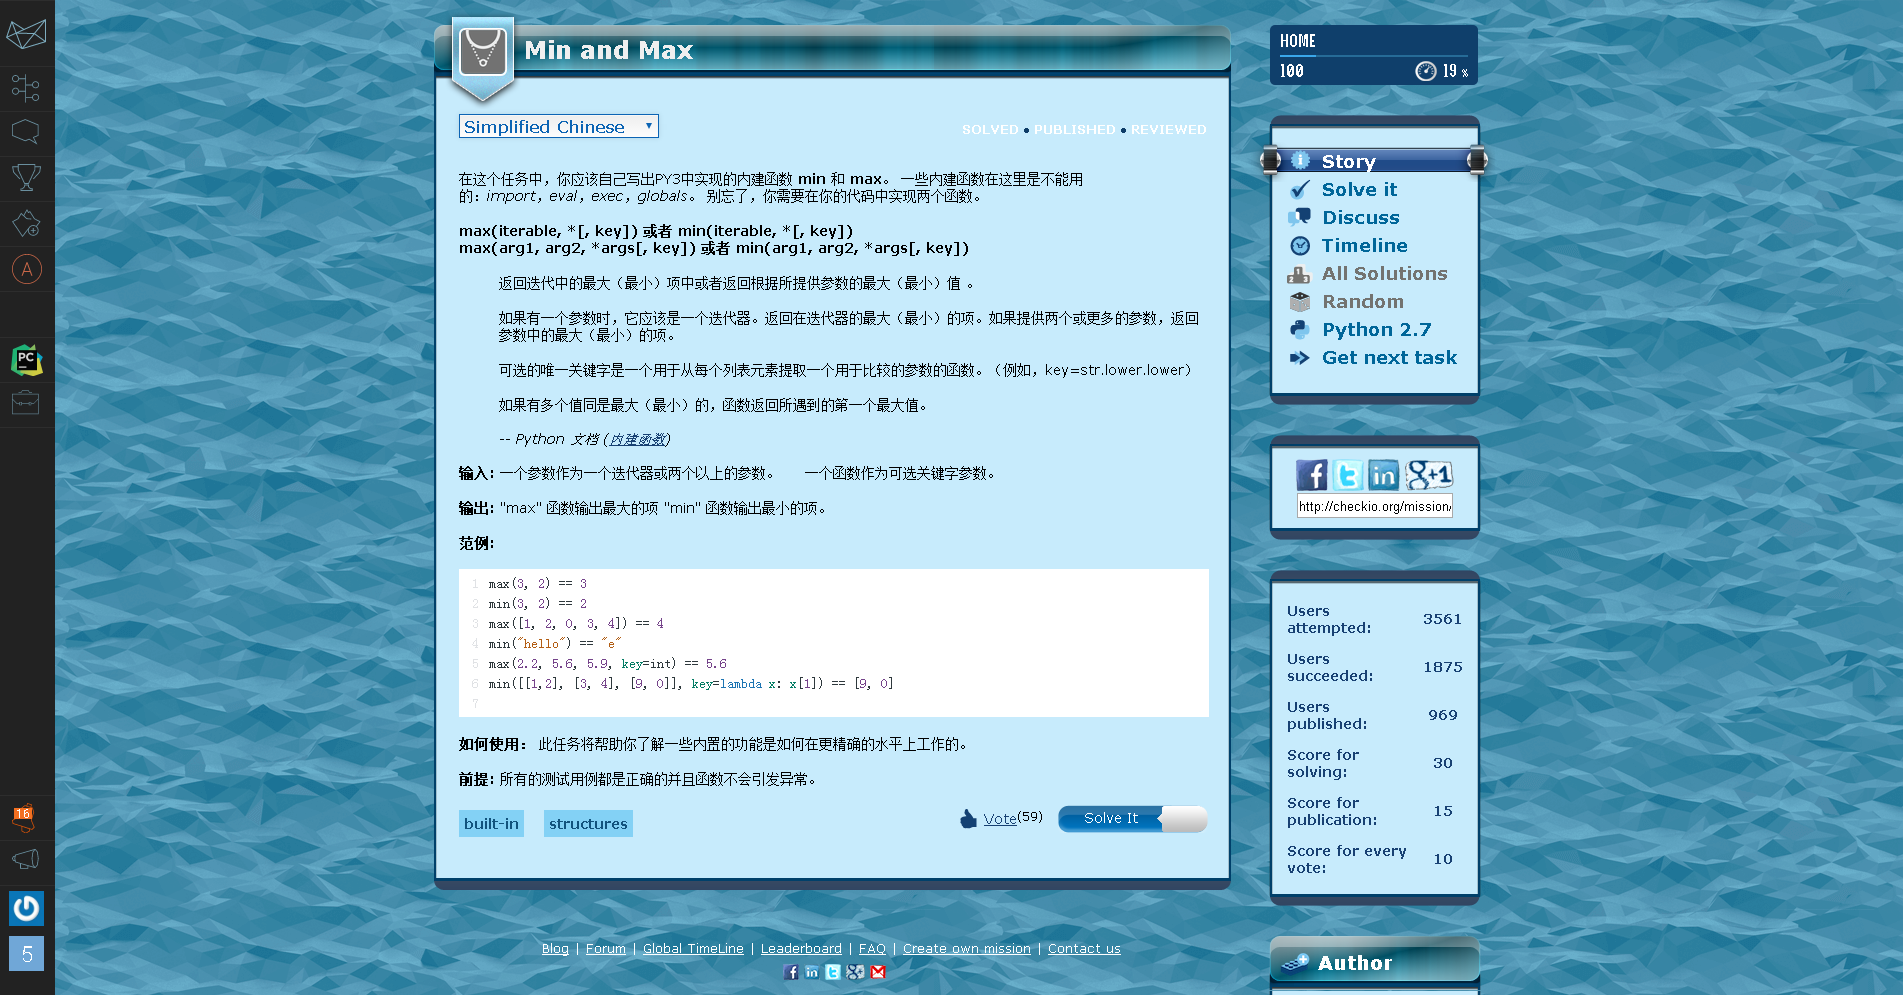 Min and Max
Simplified Chinese
SOLVED ● PUBLISHED ● REVIEWED
在这个任务中，你应该自己写出PY3中实现的内建函数 min 和 max。 一些内建函数在这里是不能用
的：import，eval，exec，globals。 别忘了，你需要在你的代码中实现两个函数。
max(iterable, *[, key]) 或者 min(iterable, *[, key])
max(arg1, arg2, *args[, key]) 或者 min(arg1, arg2, *args[, key])
返回迭代中的最大（最小）项中或者返回根据所提供参数的最大（最小）值 。
如果有一个参数时，它应该是一个迭代器。返回在迭代器的最大（最小）的项。如果提供两个或更多的参数，返回
参数中的最大（最小）的项。
可选的唯一关键字是一个用于从每个列表元素提取一个用于比较的参数的函数。（例如，key=str.lower.lower）
如果有多个值同是最大（最小）的，函数返回所遇到的第一个最大值。
-- Python 文档 (内建函数)
输入: 一个参数作为一个迭代器或两个以上的参数。 一个函数作为可选关键字参数。
输出: "max" 函数输出最大的项 "min" 函数输出最小的项。
范例:
1 max(3, 2) == 3
2 min(3, 2) == 2
3 max([1, 2, 0, 3, 4]) == 4
4 min("hello") == "e"
5 max(2.2, 5.6, 5.9, key=int) == 5.6
6 min([[1,2], [3, 4], [9, 0]], key=lambda x: x[1]) == [9, 0]
7
如何使用： 此任务将帮助你了解一些内置的功能是如何在更精确的水平上工作的。
前提: 所有的测试用例都是正确的并且函数不会引发异常。
built-in structures
Vote(59) Solve It
Blog | Forum | Global TimeLine | Leaderboard | FAQ | Create own mission | Contact us
HOME
100 19 %
Story
Solve it
Discuss
Timeline
All Solutions
Random
Python 2.7
Get next task
http://checkio.org/mission/
Users attempted: 3561
Users succeeded: 1875
Users published: 969
Score for solving: 30
Score for publication: 15
Score for every vote: 10
Author
A
PC
16
5